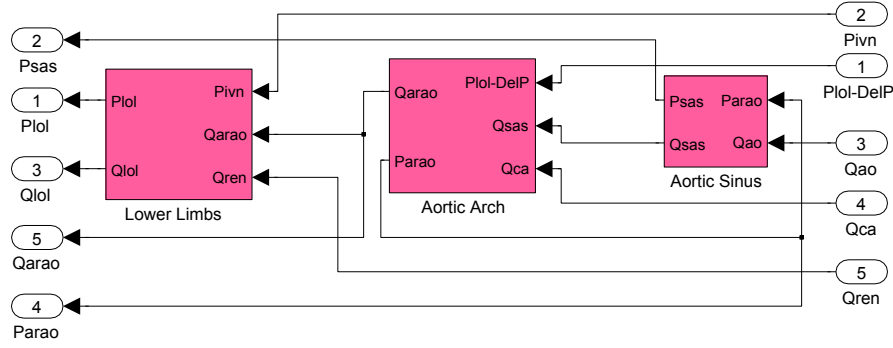 2
Psas
1
Plol
3
Qlol
5
Qarao
4
Parao
Plol
Qlol
Pivn
Qarao
Qren
Lower Limbs
Qarao
Parao
Plol-DelP
Qsas
Qca
Aortic Arch
Psas
Qsas
Parao
Qao
Aortic Sinus
2
Pivn
1
Plol-DelP
3
Qao
4
Qca
5
Qren